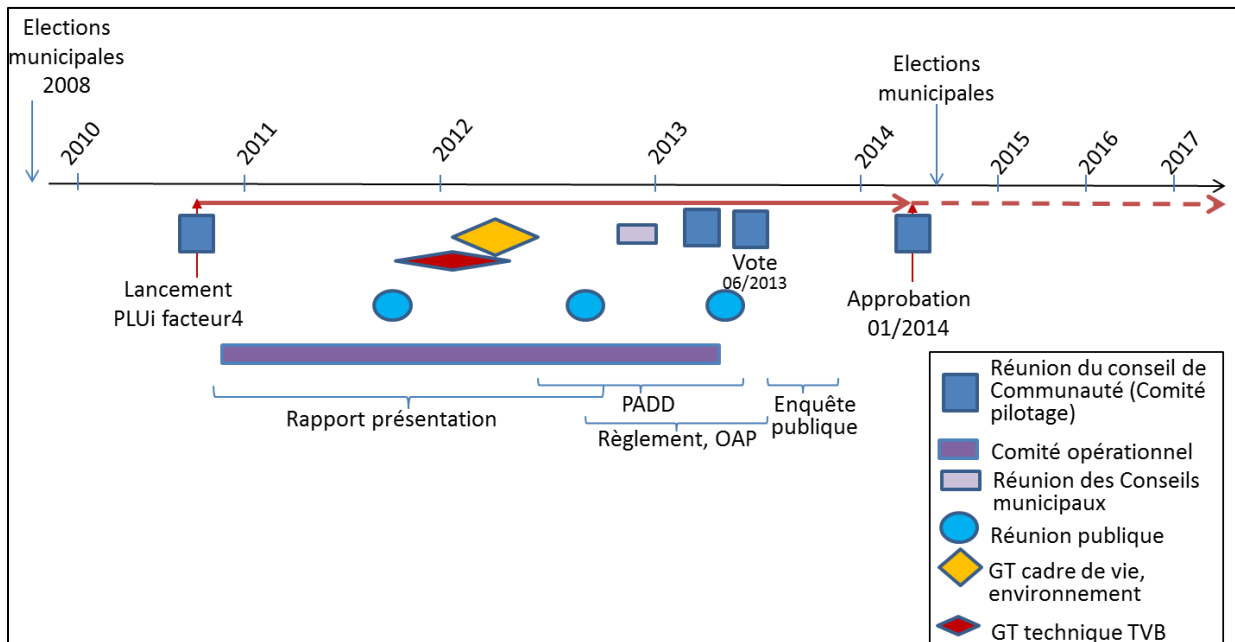 Elections
municipales
2008
Elections
municipales
2010
2011
2012
2013
2014
2015
2016
2017
Lancement
PLUi facteur4
Vote
06/2013
Approbation
01/2014
Rapport présentation
PADD
Règlement, OAP
Enquête
publique
Réunion du conseil de
Communauté (Comité
pilotage)
Comité opérationnel
Réunion des Conseils
municipaux
Réunion publique
GT cadre de vie,
environnement
GT technique TVB